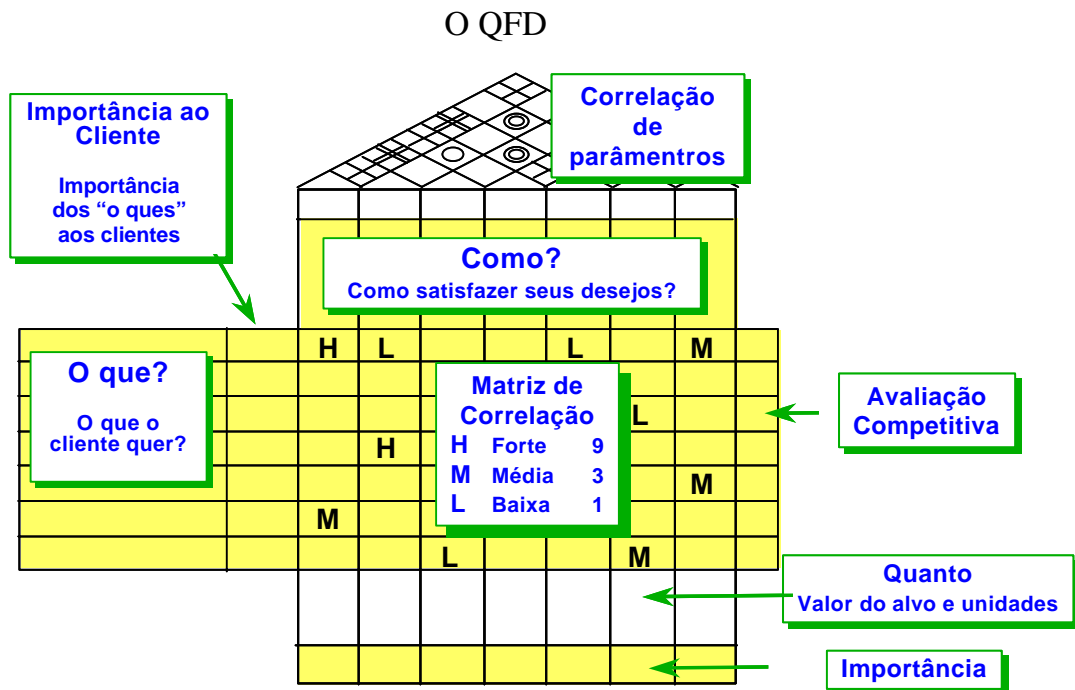 O QFD
Importância ao
Cliente
Importância
dos “o ques”
aos clientes
Correlação
de
parâmentros
Como?
Como satisfazer seus desejos?
H L L M
O que?
O que o
cliente quer?
Matriz de
Correlação
H Forte 9
M Média 3
L Baixa 1
L
H
M
M
L M
Avaliação
Competitiva
Quanto
Valor do alvo e unidades
Importância